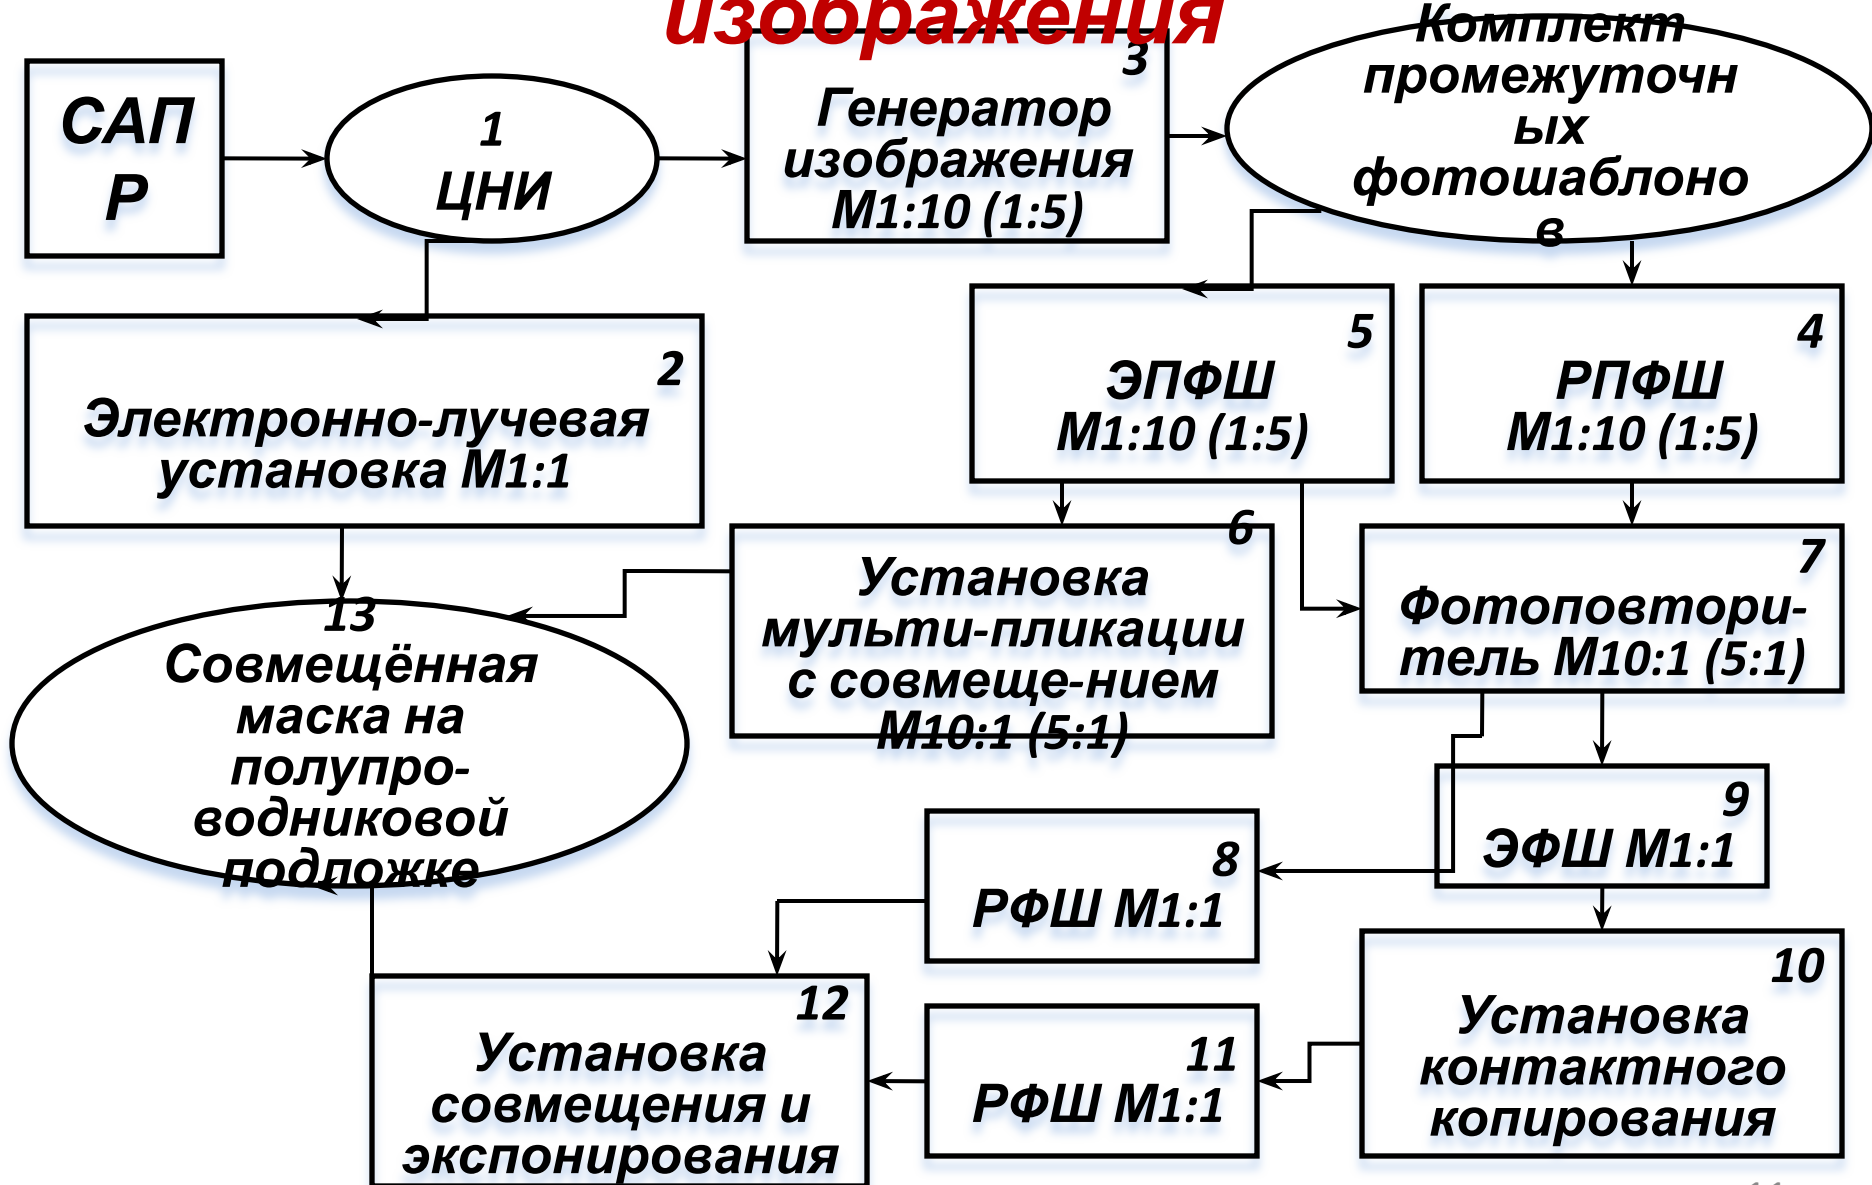 изображения
САП
Р
1
ЦНИ
3
Генератор
изображения
М1:10 (1:5)
Комплект
промежуточн
ых
фотошаблоно
в
2
Электронно-лучевая
установка М1:1
5
ЭПФШ
М1:10 (1:5)
4
РПФШ
М1:10 (1:5)
6
Установка
мульти-пликации
с совмеще-нием
М10:1 (5:1)
7
Фотоповтори-
тель М10:1 (5:1)
13
Совмещённая
маска на
полупро-
водниковой
подложке
8
РФШ М1:1
9
ЭФШ М1:1
12
Установка
совмещения и
экспонирования
11
РФШ М1:1
10
Установка
контактного
копирования